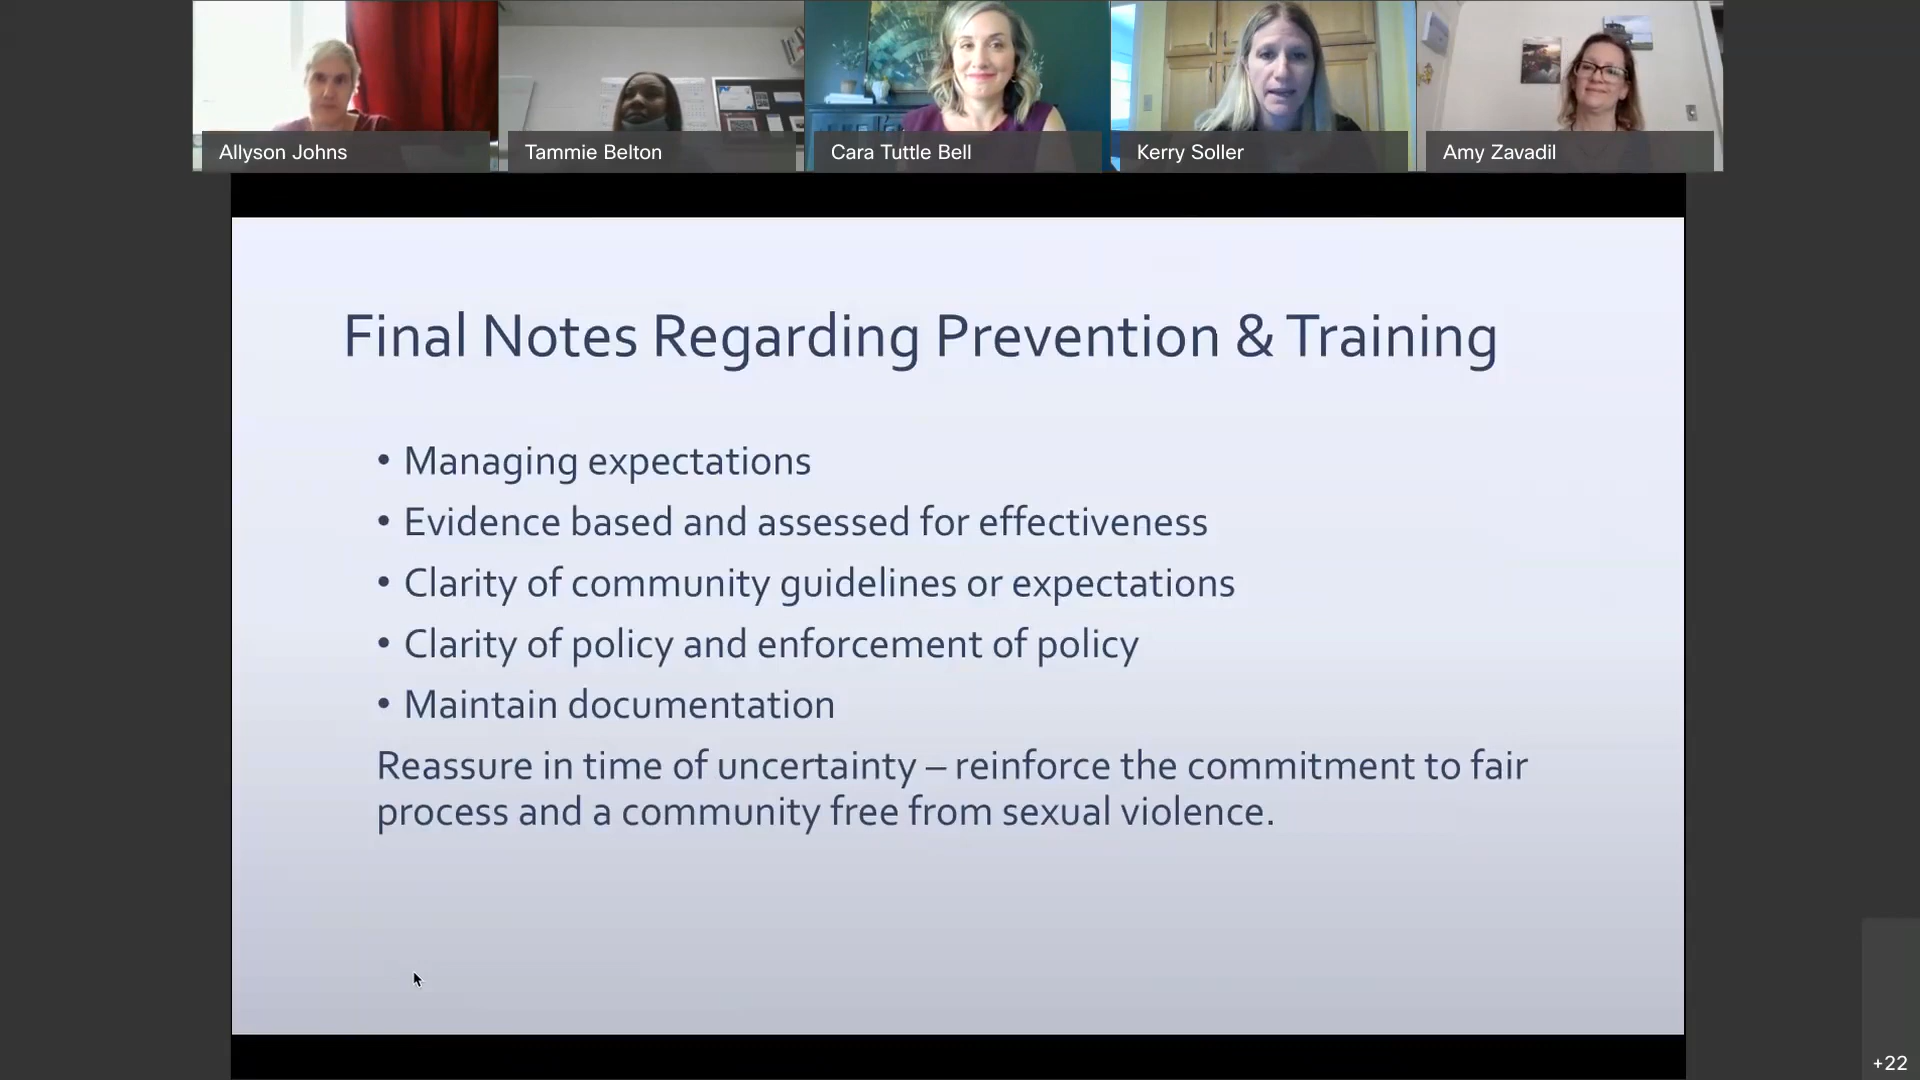 Allyson Johns
Tammie Belton
Cara Tuttle Bell
Kerry Soller
Amy Zavadil
Final Notes Regarding Prevention & Training
• Managing expectations
• Evidence based and assessed for effectiveness
• Clarity of community guidelines or expectations
• Clarity of policy and enforcement of policy
• Maintain documentation
Reassure in time of uncertainty – reinforce the commitment to fair
process and a community free from sexual violence.
+22